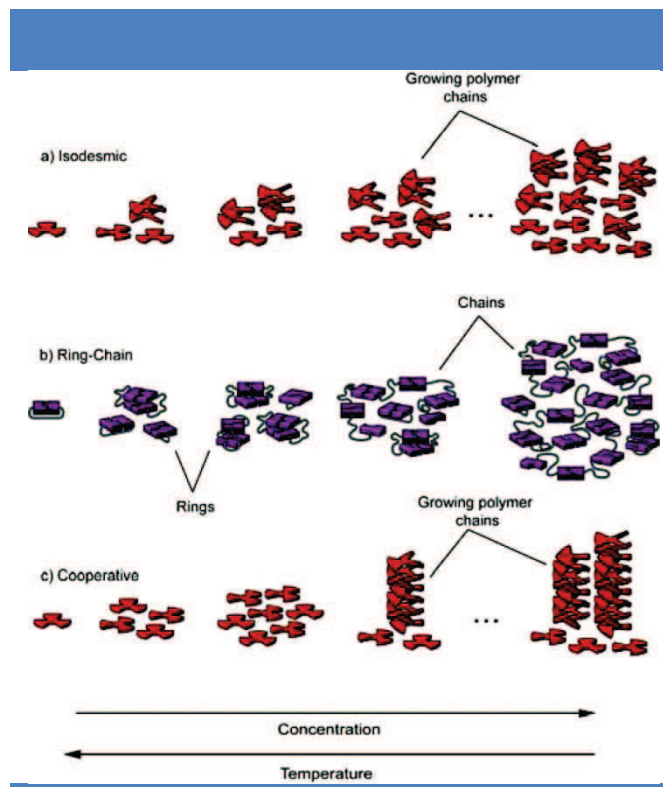 Growing polymer
chains
a) Isodesmic
...
Chains
b) Ring-Chain
Rings
Growing polymer
chains
c) Cooperative
...
Concentration
Temperature